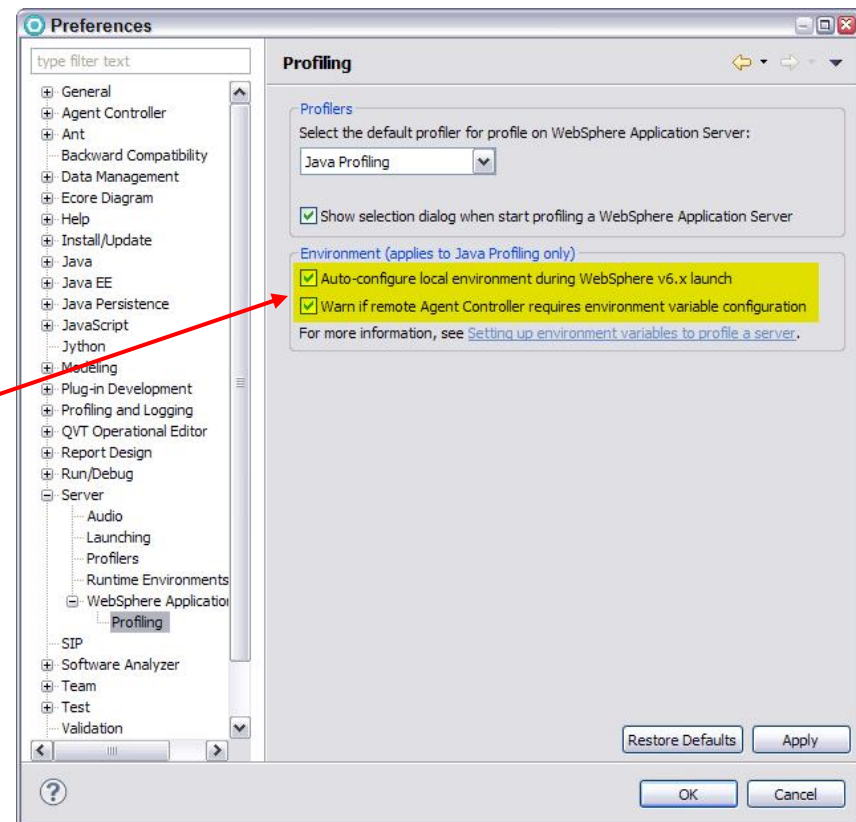 Preferences
type filter text
General
Agent Controller
Ant
Backward Compatibility
Data Management
Ecore Diagram
Help
Install/Update
Java
Java EE
Java Persistence
JavaScript
Jython
Modeling
Plug-in Development
Profiling and Logging
QVT Operational Editor
Report Design
Run/Debug
Server
Audio
Launching
Profilers
Runtime Environments
WebSphere Applicatio
Profiling
SIP
Software Analyzer
Team
Test
Validation
Profiling
Profilers
Select the default profiler for profile on WebSphere Application Server:
Java Profiling
Show selection dialog when start profiling a WebSphere Application Server
Environment (applies to Java Profiling only)
Auto-configure local environment during WebSphere v6.x launch
Warn if remote Agent Controller requires environment variable configuration
For more information, see Setting up environment variables to profile a server.
Restore Defaults
Apply
OK
Cancel